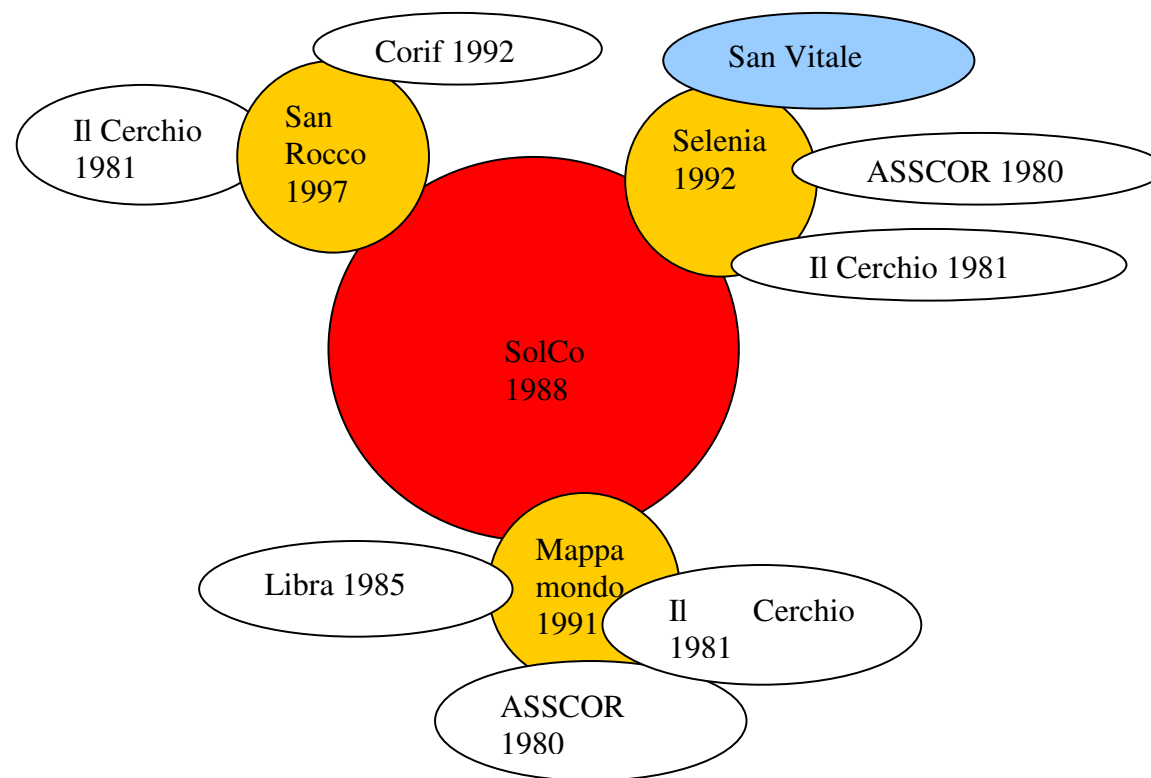 Corif 1992
San Vitale
Il Cerchio
1981
San
Rocco
1997
Selenia
1992
ASSCOR 1980
Il Cerchio 1981
SolCo
1988
Libra 1985
Mappa
mondo
1991
Il Cerchio
1981
ASSCOR
1980